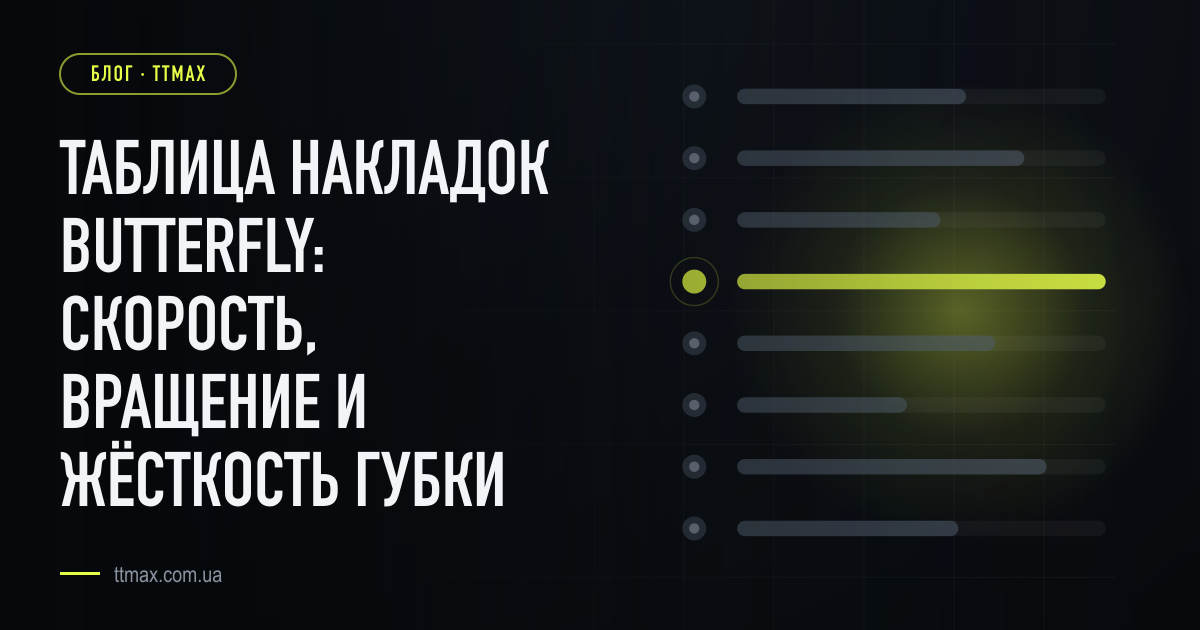 БЛОГ · TTMAX
ТАБЛИЦА НАКЛАДОК
BUTTERFLY:
СКОРОСТЬ,
ВРАЩЕНИЕ И
ЖЁСТКОСТЬ ГУБКИ
ttmax.com.ua